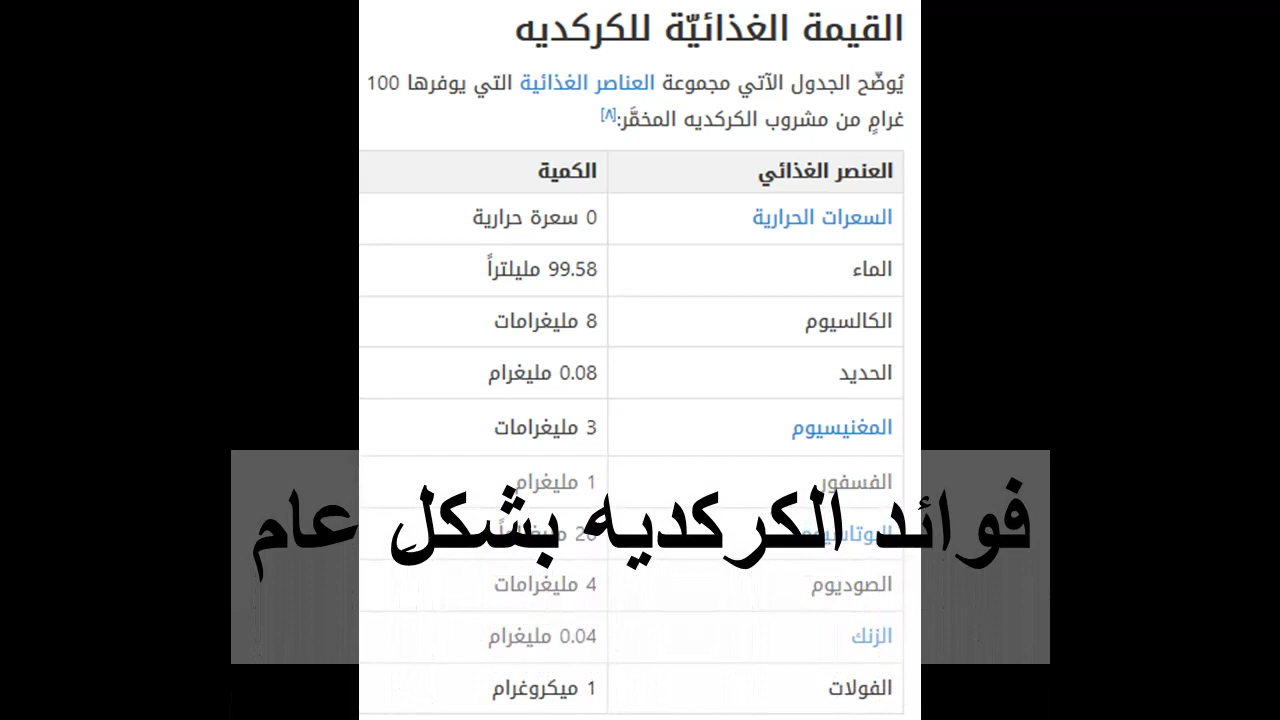 القيمة الغذائيّة للكركديه
يُوضّح الجدول الآتي مجموعة العناصر الغذائية التي يوفرها 100
غرامٍ من مشروب الكركديه المخمَّر:[٨]
العنصر الغذائي الكمية
السعرات الحرارية 0 سعرة حرارية
الماء 99.58 مليلتراً
الكالسيوم 8 مليغرامات
الحديد 0.08 مليغرام
المغنيسيوم 3 مليغرامات
الفسفور 1 مليغرام
فوائد الكركديه بشكل عام
البوتاسيوم
الصوديوم 4 مليغرامات
الزنك 0.04 مليغرام
الفولات 1 ميكروغرام